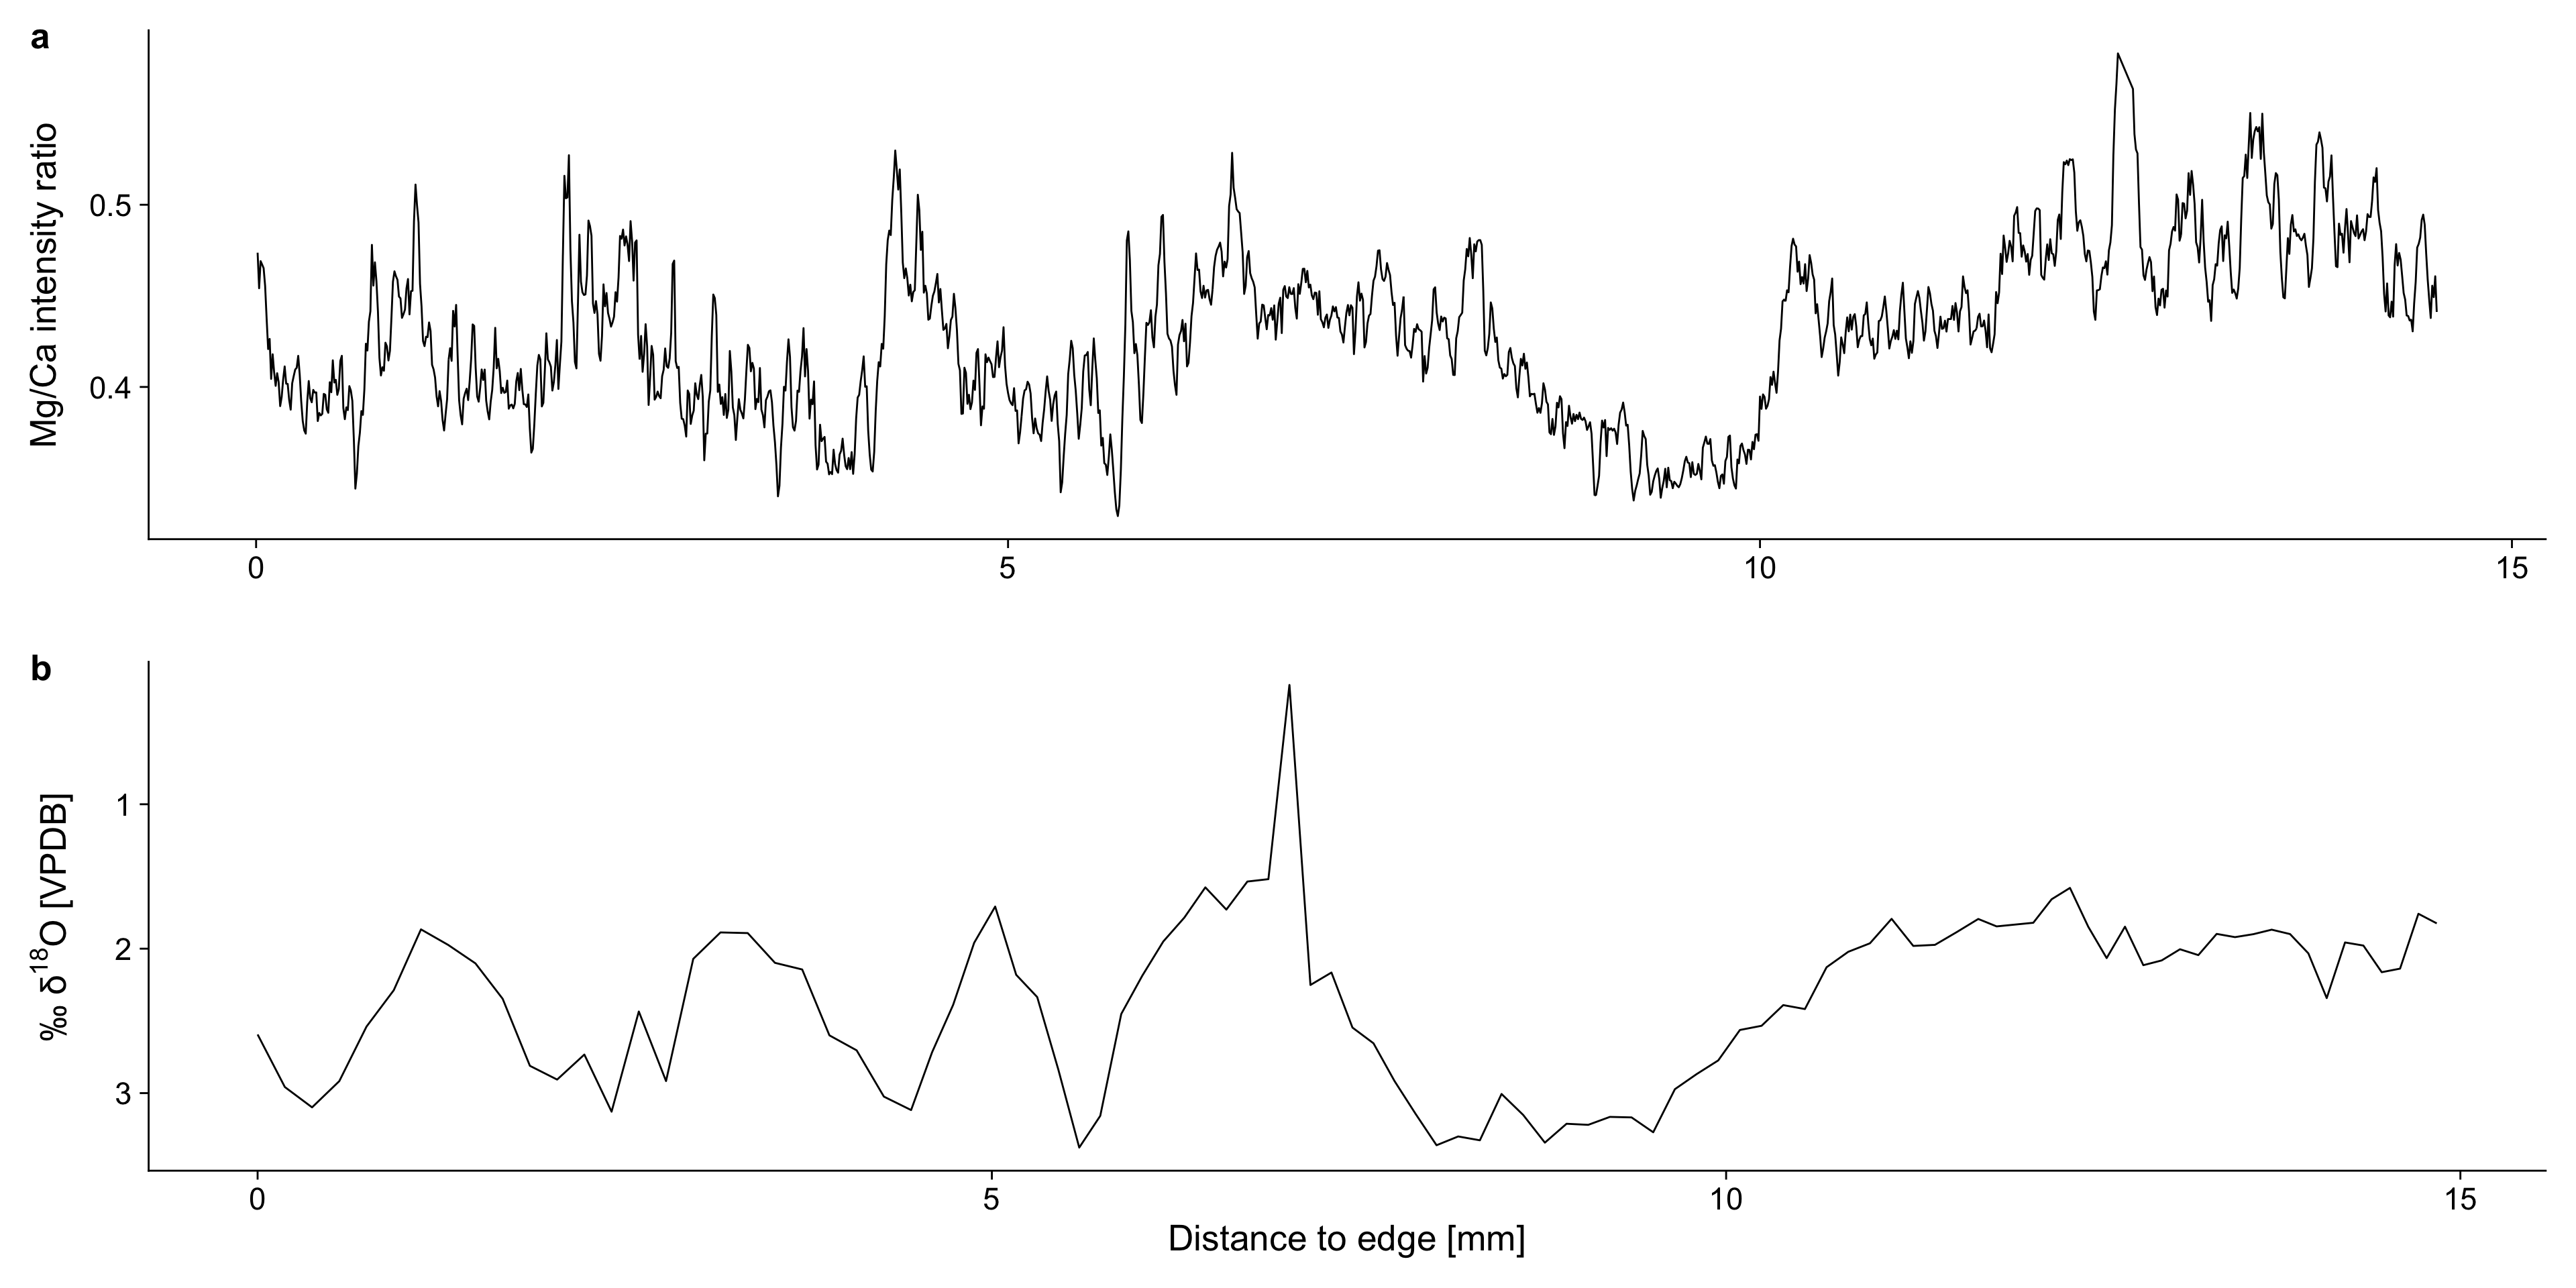 a
Mg/Ca intensity ratio
0.5
0.4
0 5 10 15
b
‰ δ¹⁸O [VPDB]
1
2
3
0 5 10 15
Distance to edge [mm]